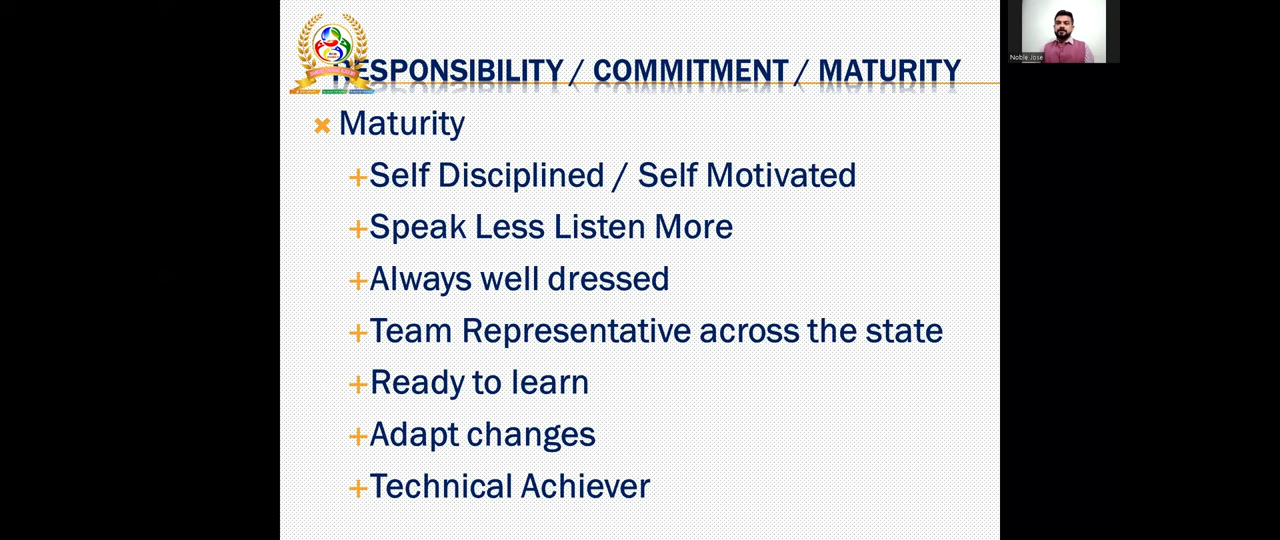 RESPONSIBILITY / COMMITMENT / MATURITY
Maturity
Self Disciplined / Self Motivated
Speak Less Listen More
Always well dressed
Team Representative across the state
Ready to learn
Adapt changes
Technical Achiever
Noble Jose